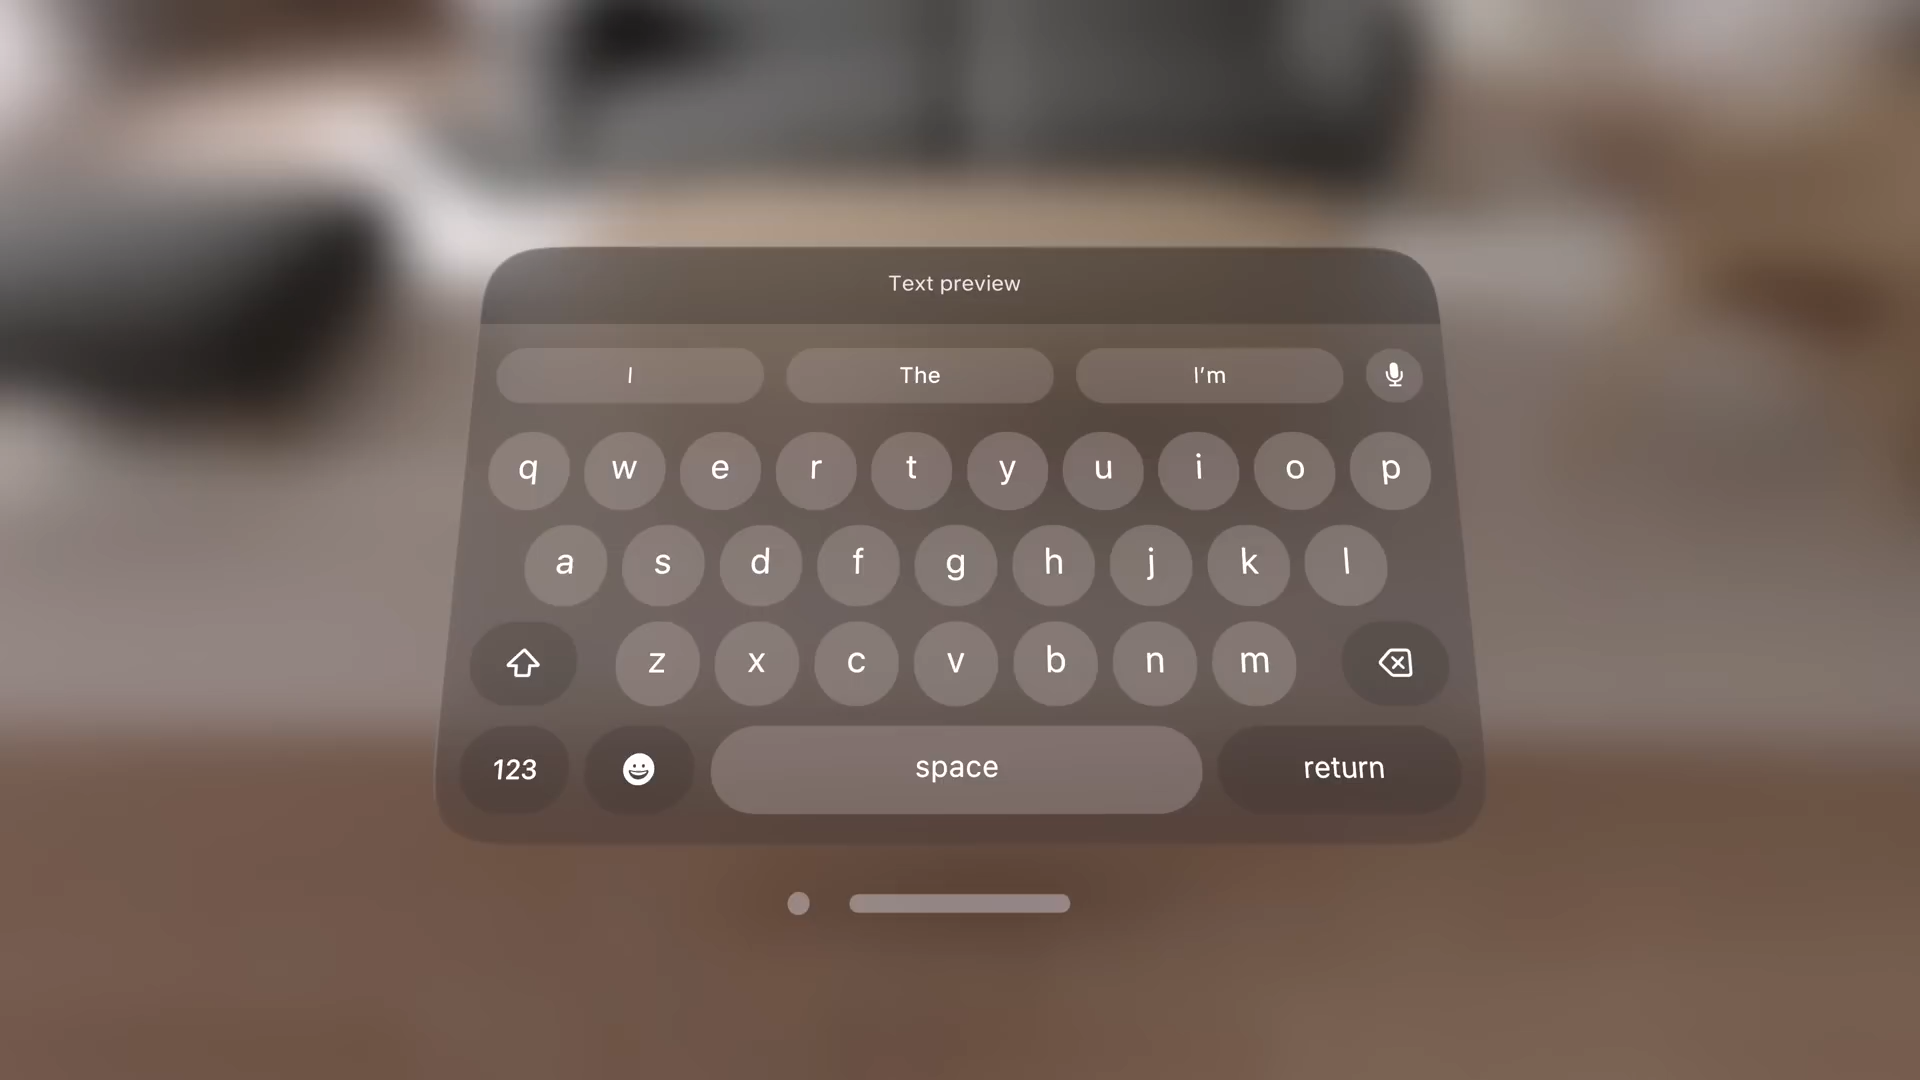 Text preview
I The I’m
q w e r t y u i o p
a s d f g h j k l
z x c v b n m
123 space return